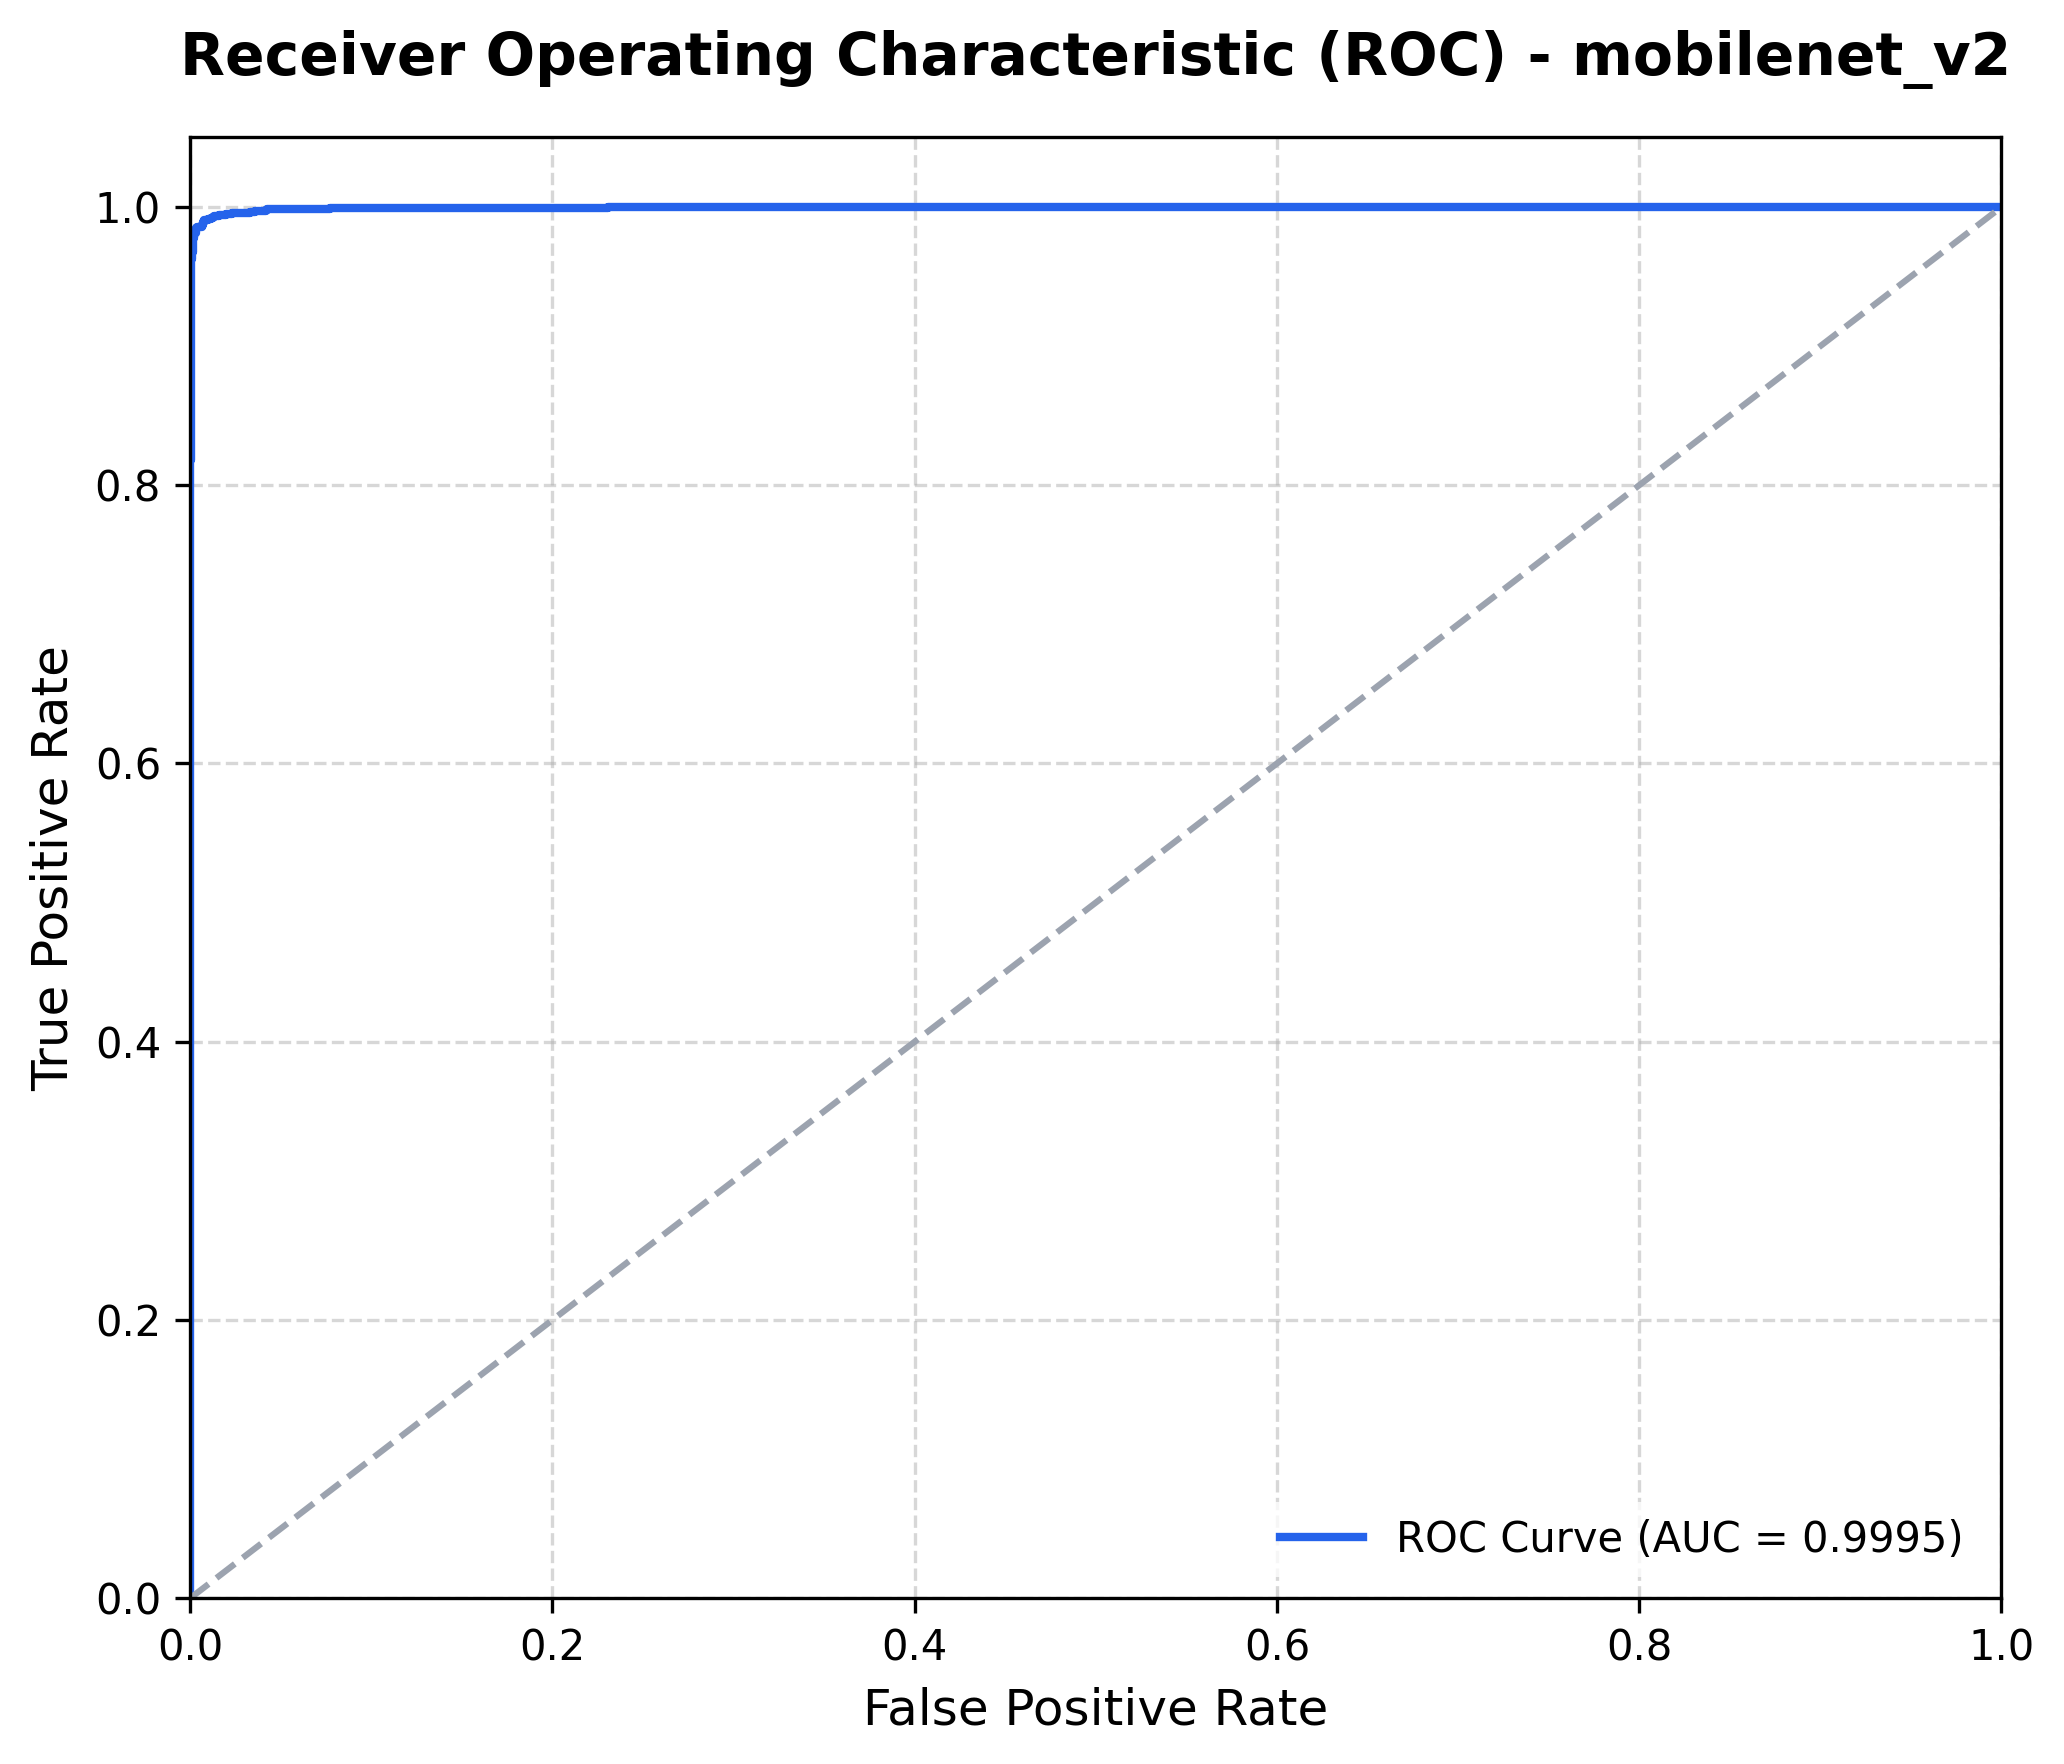 Receiver Operating Characteristic (ROC) - mobilenet_v2
1.0
0.8
0.6
0.4
0.2
0.0
True Positive Rate
ROC Curve (AUC = 0.9995)
0.0 0.2 0.4 0.6 0.8 1.0
False Positive Rate